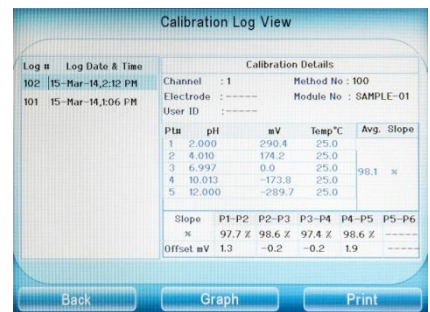 Calibration Log View
Log # Log Date & Time
102 15-Mar-14,2:12 PM
101 15-Mar-14,1:06 PM
Calibration Details
Channel : 1 Method No : 100
Electrode :----- Module No : SAMPLE-01
User ID :-----
Pt# pH mV Temp°C Avg. Slope
1 2.000 290.4 25.0
2 4.010 174.2 25.0
3 6.997 0.0 25.0
98.1 %
4 10.013 -173.8 25.0
5 12.000 -289.7 25.0
Slope P1-P2 P2-P3 P3-P4 P4-P5 P5-P6
% 97.7 % 98.6 % 97.4 % 98.6 % -----
Offset mV 1.3 -0.2 -0.2 1.9 -----
Back Graph Print